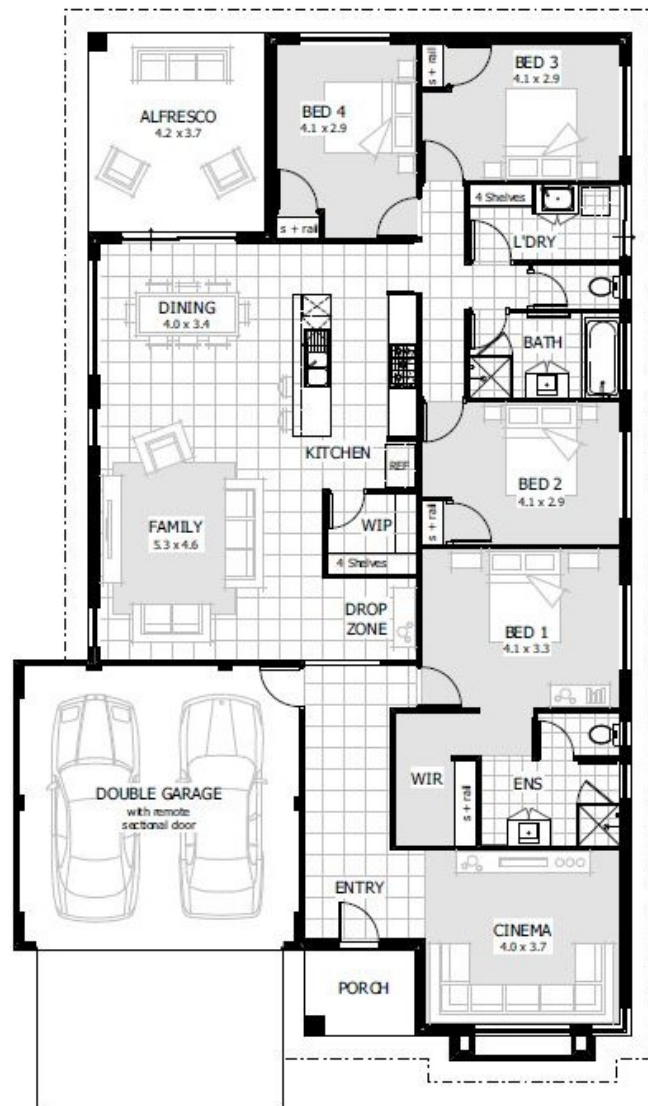 BED 3
4.1 x 2.9
s + rail
BED 4
4.1 x 2.9
ALFRESCO
4.2 x 3.7
4 Shelves
s + rail
L'DRY
DINING
4.0 x 3.4
BATH
KITCHEN
REF
BED 2
4.1 x 2.9
s + rail
WIP
FAMILY
5.3 x 4.6
4 Shelves
DROP
ZONE
BED 1
4.1 x 3.3
WIR
s + rail
ENS
DOUBLE GARAGE
with remote
sectional door
ENTRY
CINEMA
4.0 x 3.7
PORCH